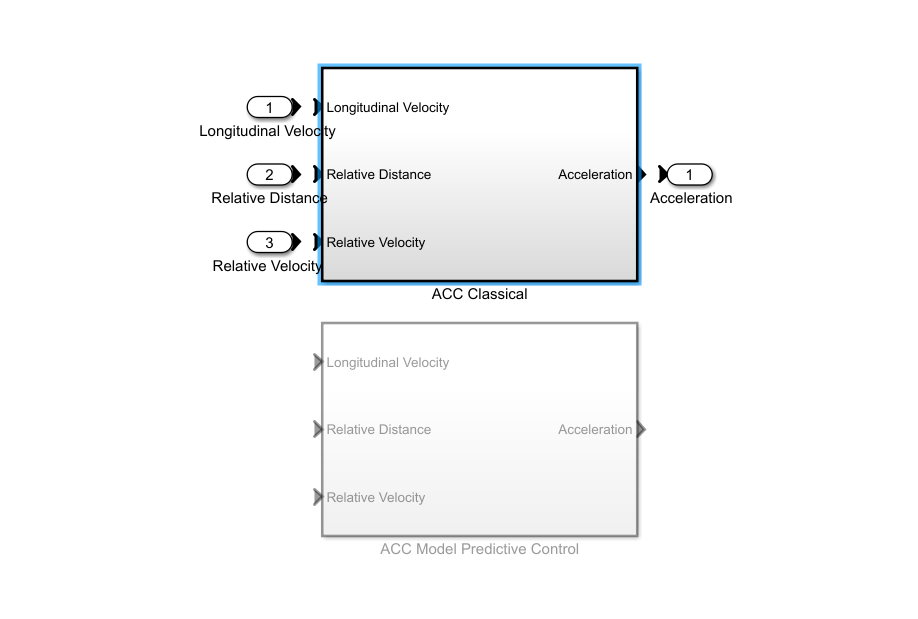 1
Longitudinal Velocity
Longitudinal Velocity
2
Relative Distance
Relative Distance
Acceleration
1
Acceleration
3
Relative Velocity
Relative Velocity
ACC Classical
Longitudinal Velocity
Relative Distance
Acceleration
Relative Velocity
ACC Model Predictive Control